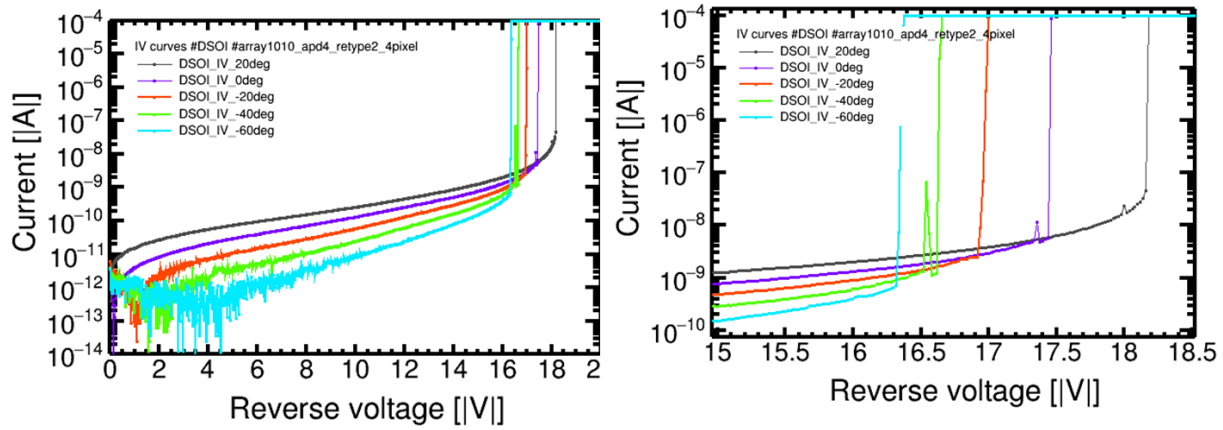 IV curves #DSOI #array1010_apd4_retype2_4pixel
DSOI_IV_20deg
DSOI_IV_0deg
DSOI_IV_-20deg
DSOI_IV_-40deg
DSOI_IV_-60deg
Current [|A|]
10⁻⁴
10⁻⁵
10⁻⁶
10⁻⁷
10⁻⁸
10⁻⁹
10⁻¹⁰
10⁻¹¹
10⁻¹²
10⁻¹³
10⁻¹⁴
0 2 4 6 8 10 12 14 16 18 2
Reverse voltage [|V|]
IV curves #DSOI #array1010_apd4_retype2_4pixel
DSOI_IV_20deg
DSOI_IV_0deg
DSOI_IV_-20deg
DSOI_IV_-40deg
DSOI_IV_-60deg
Current [|A|]
10⁻⁴
10⁻⁵
10⁻⁶
10⁻⁷
10⁻⁸
10⁻⁹
10⁻¹⁰
15 15.5 16 16.5 17 17.5 18 18.5
Reverse voltage [|V|]